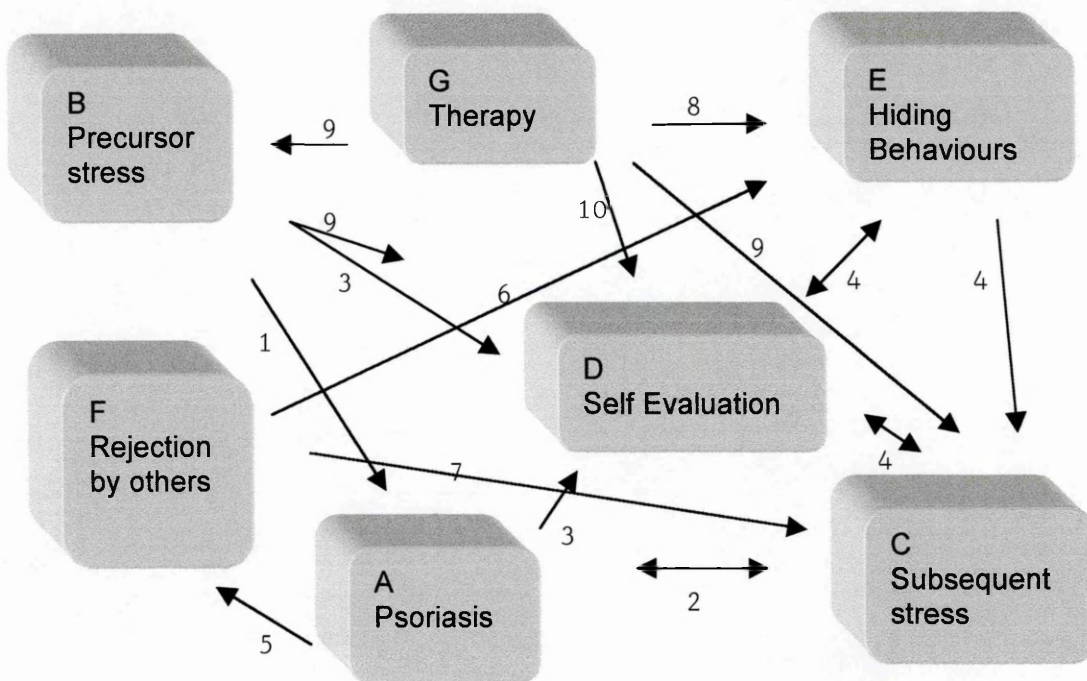 B
Precursor
stress
G
Therapy
E
Hiding
Behaviours
9
8
10
9
3
9
4
4
6
1
D
Self Evaluation
F
Rejection
by others
7
4
3
A
Psoriasis
2
C
Subsequent
stress
5